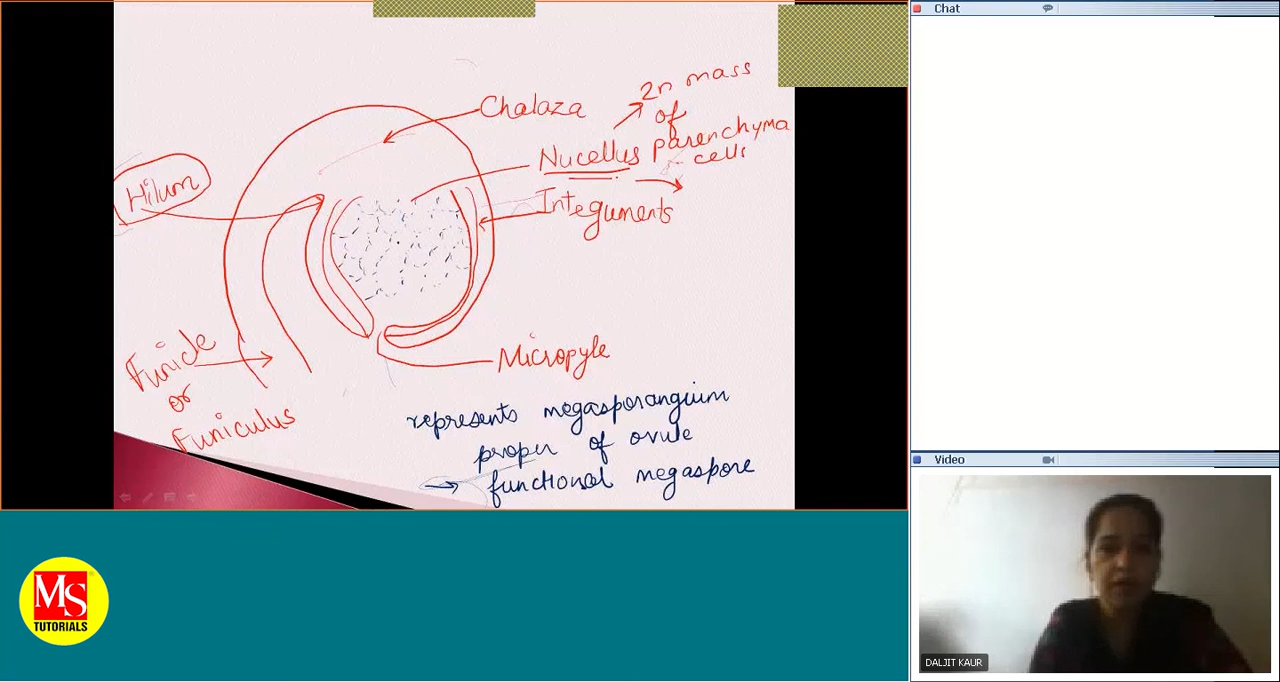 Chat
Chalaza
2n mass
of
parenchyma
cells
Nucellus
Integuments
Hilum
Funicle
or
Funiculus
Micropyle
represents megasporangium
proper of ovule
→ functional megaspore
Video
MS
TUTORIALS
DALJIT KAUR